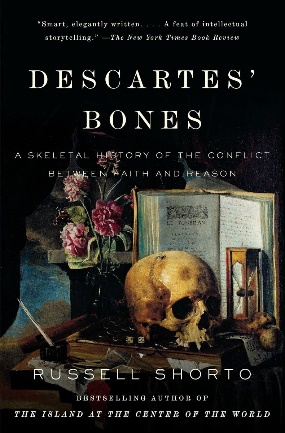 "Smart, elegantly written. . . . A feat of intellectual
storytelling." —The New York Times Book Review
DESCARTES'
BONES
A SKELETAL HISTORY OF THE CONFLICT
BETWEEN FAITH AND REASON
RUSSELL SHORTO
BESTSELLING AUTHOR OF
THE ISLAND AT THE CENTER OF THE WORLD